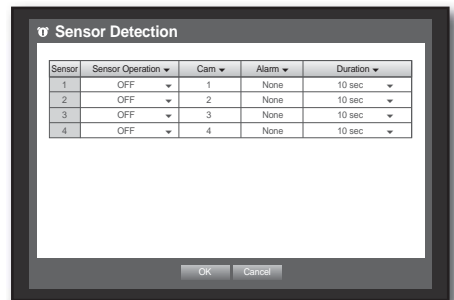 Sensor Detection
Sensor Sensor Operation Cam Alarm Duration
1 OFF 1 None 10 sec
2 OFF 2 None 10 sec
3 OFF 3 None 10 sec
4 OFF 4 None 10 sec
OK Cancel